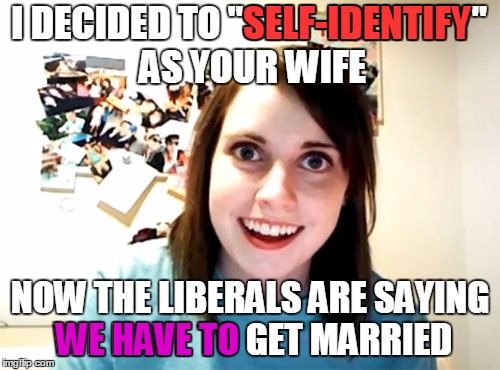 I DECIDED TO "SELF-IDENTIFY"
AS YOUR WIFE
NOW THE LIBERALS ARE SAYING
WE HAVE TO GET MARRIED
imgflip.com